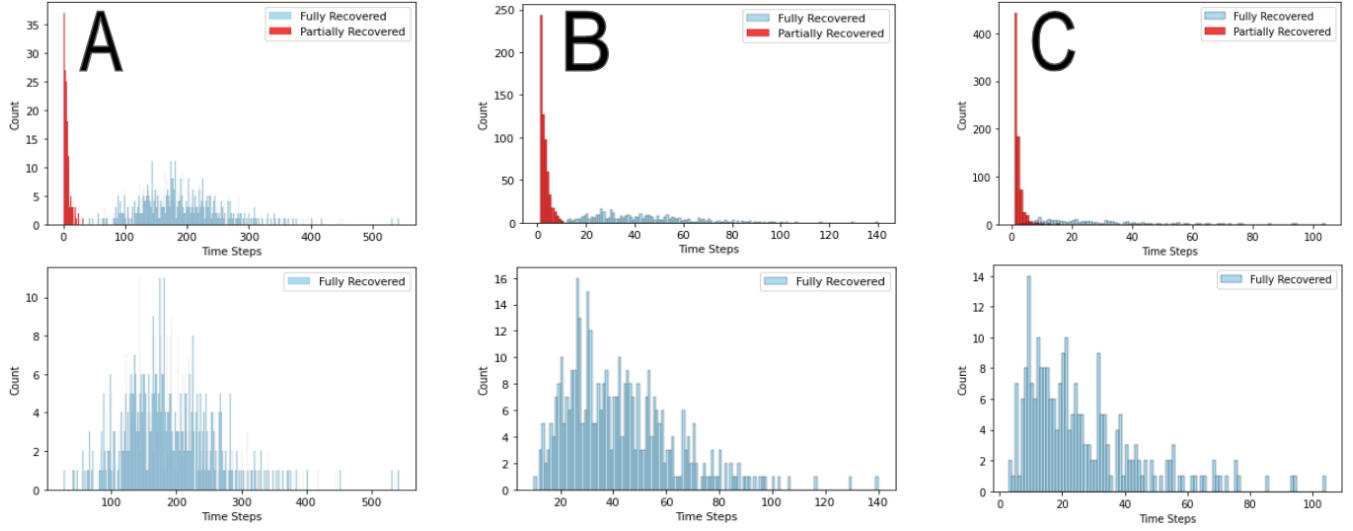 A
Fully Recovered
Partially Recovered
Count
35
30
25
20
15
10
5
0
0 100 200 300 400 500
Time Steps
B
Fully Recovered
Partially Recovered
Count
250
200
150
100
50
0
0 20 40 60 80 100 120 140
Time Steps
C
Fully Recovered
Partially Recovered
Count
400
300
200
100
0
0 20 40 60 80 100
Time Steps
Fully Recovered
Count
10
8
6
4
2
0
100 200 300 400 500
Time Steps
Fully Recovered
Count
16
14
12
10
8
6
4
2
0
20 40 60 80 100 120 140
Time Steps
Fully Recovered
Count
14
12
10
8
6
4
2
0
0 20 40 60 80 100
Time Steps